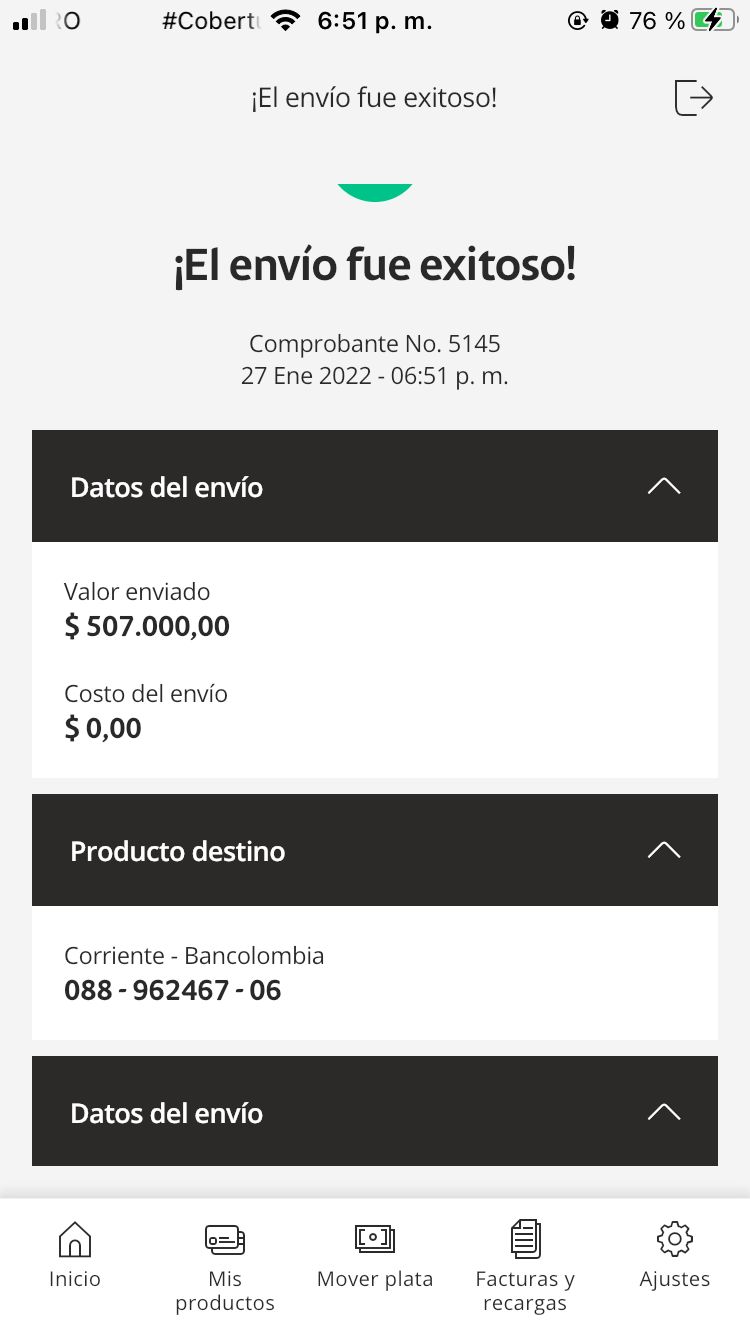 RO #Cobertu 6:51 p. m. 76 %
¡El envío fue exitoso!
¡El envío fue exitoso!
Comprobante No. 5145
27 Ene 2022 - 06:51 p. m.
Datos del envío
Valor enviado
$ 507.000,00
Costo del envío
$ 0,00
Producto destino
Corriente - Bancolombia
088 - 962467 - 06
Datos del envío
Inicio
Mis
productos
Mover plata
Facturas y
recargas
Ajustes